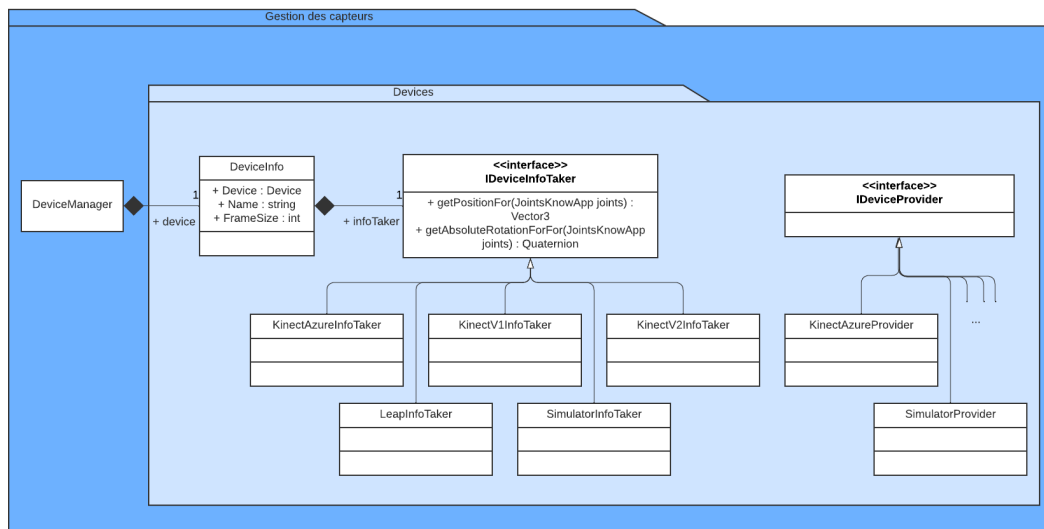 Gestion des capteurs
Devices
DeviceManager
1
+ device
DeviceInfo
+ Device : Device
+ Name : string
+ FrameSize : int
1
+ infoTaker
<<interface>>
IDeviceInfoTaker
+ getPositionFor(JointsKnowApp joints) :
Vector3
+ getAbsoluteRotationForFor(JointsKnowApp
joints) : Quaternion
<<interface>>
IDeviceProvider
KinectAzureInfoTaker
KinectV1InfoTaker
KinectV2InfoTaker
KinectAzureProvider
...
LeapInfoTaker
SimulatorInfoTaker
SimulatorProvider